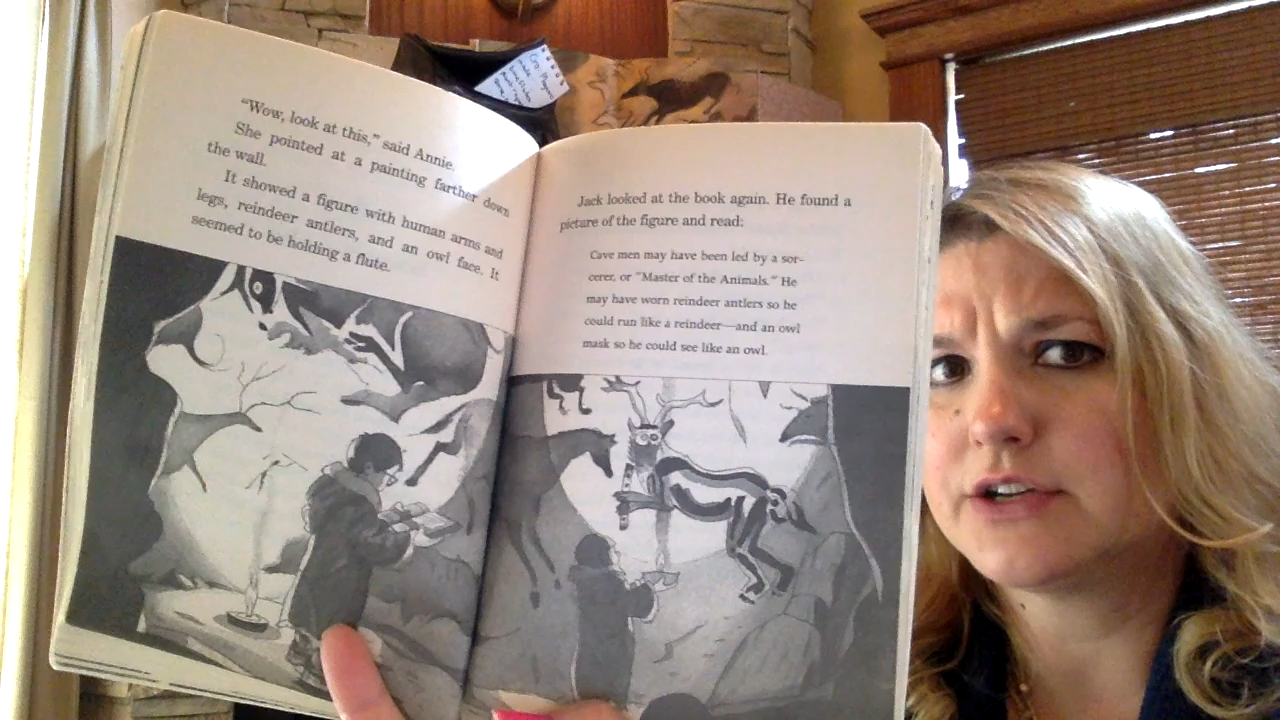 "Wow, look at this," said Annie.
She pointed at a painting farther down
the wall.
It showed a figure with human arms and
legs, reindeer antlers, and an owl face. It
seemed to be holding a flute.
Jack looked at the book again. He found a
picture of the figure and read:
Cave men may have been led by a sor-
cerer, or "Master of the Animals." He
may have worn reindeer antlers so he
could run like a reindeer—and an owl
mask so he could see like an owl.